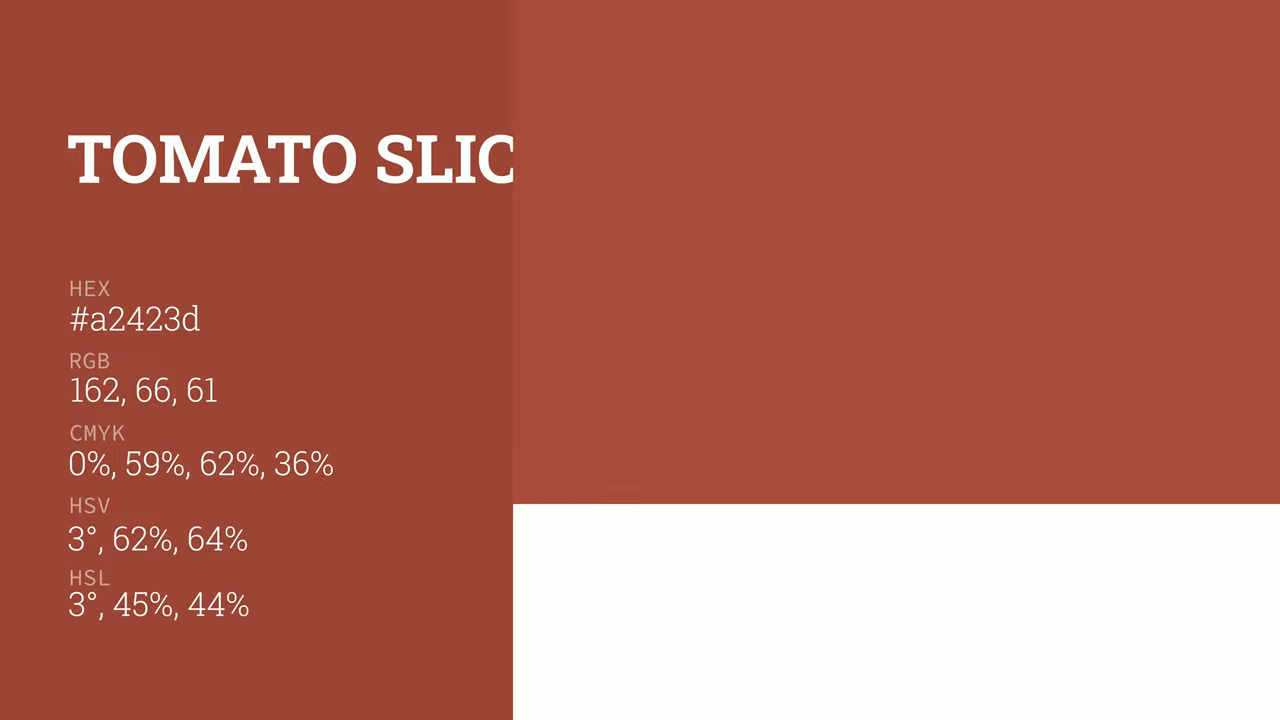 TOMATO SLIC
HEX
#a2423d
RGB
162, 66, 61
CMYK
0%, 59%, 62%, 36%
HSV
3°, 62%, 64%
HSL
3°, 45%, 44%